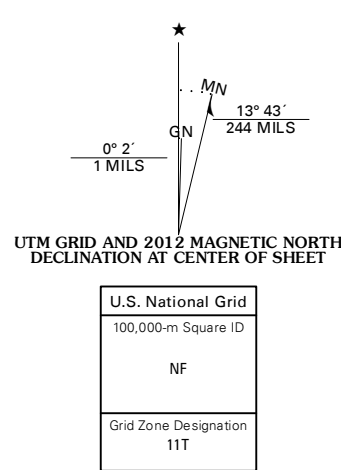 ★
MN
GN
13° 43´
244 MILS
0° 2´
1 MILS
UTM GRID AND 2012 MAGNETIC NORTH
DECLINATION AT CENTER OF SHEET
U.S. National Grid
100,000-m Square ID
NF
Grid Zone Designation
11T